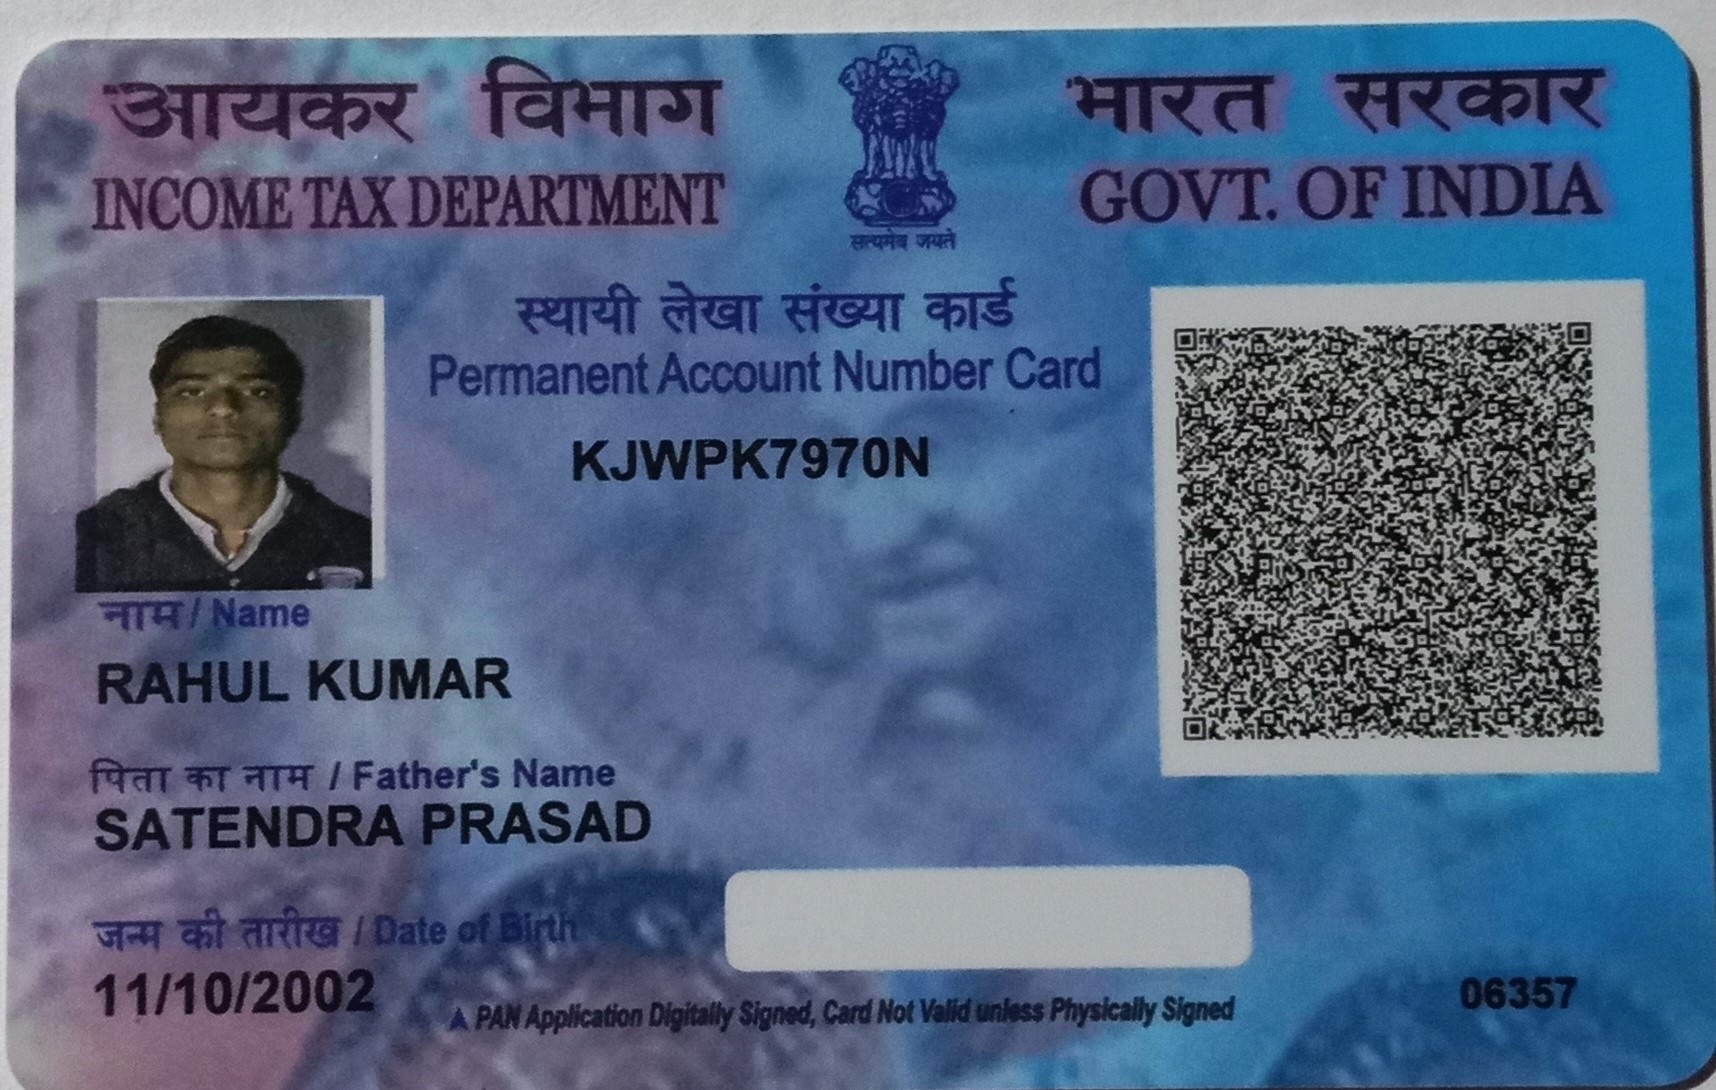 आयकर विभाग
INCOME TAX DEPARTMENT
सत्यमेव जयते
भारत सरकार
GOVT. OF INDIA
स्थायी लेखा संख्या कार्ड
Permanent Account Number Card
KJWPK7970N
नाम / Name
RAHUL KUMAR
पिता का नाम / Father's Name
SATENDRA PRASAD
जन्म की तारीख / Date of Birth
11/10/2002
PAN Application Digitally Signed, Card Not Valid unless Physically Signed
06357